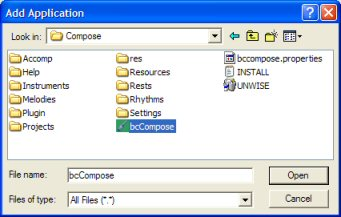 Add Application
Look in: Compose
Accomp
Help
Instruments
Melodies
Plugin
Projects
res
Resources
Rests
Rhythms
Settings
bcCompose
bccompose.properties
INSTALL
UNWISE
File name: bcCompose
Open
Files of type: All Files (*.*)
Cancel